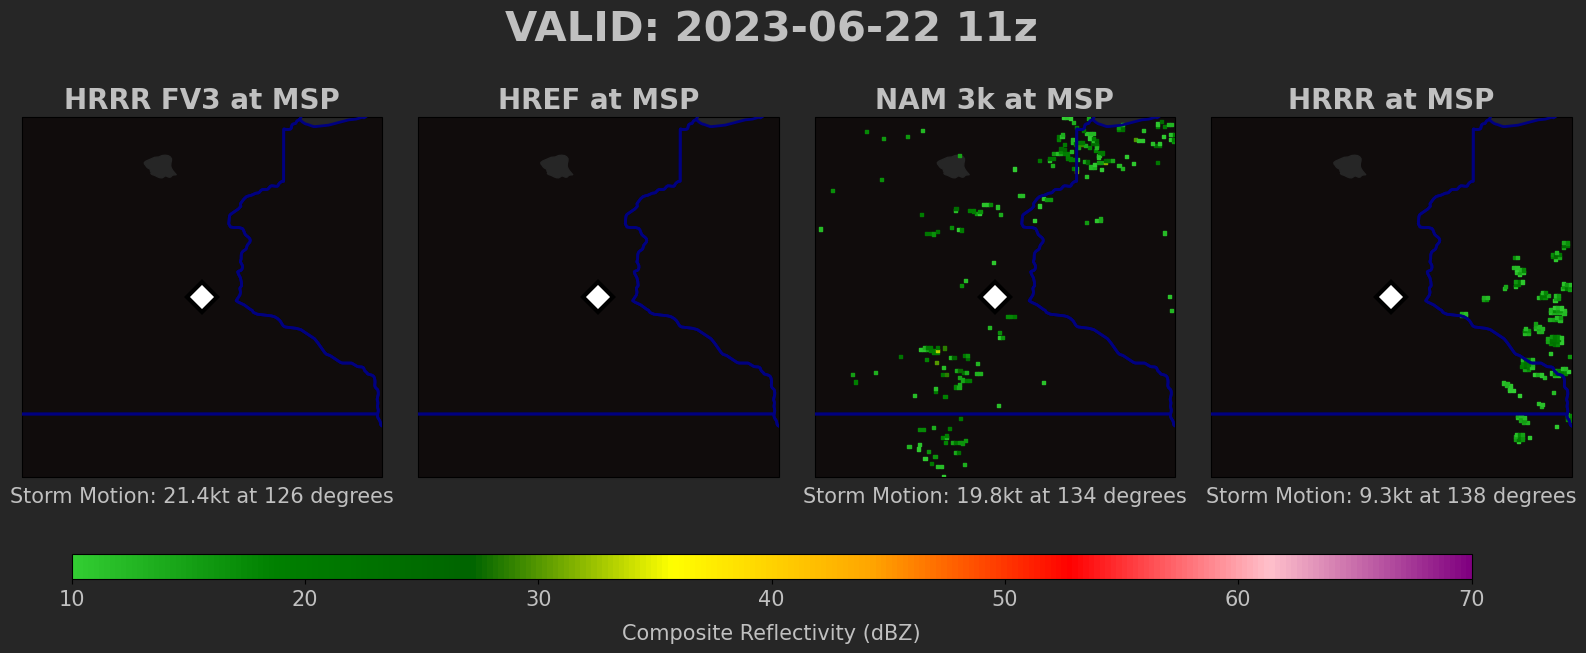 VALID: 2023-06-22 11z
HRRR FV3 at MSP
HREF at MSP
NAM 3k at MSP
HRRR at MSP
Storm Motion: 21.4kt at 126 degrees
Storm Motion: 19.8kt at 134 degrees
Storm Motion: 9.3kt at 138 degrees
10 20 30 40 50 60 70
Composite Reflectivity (dBZ)